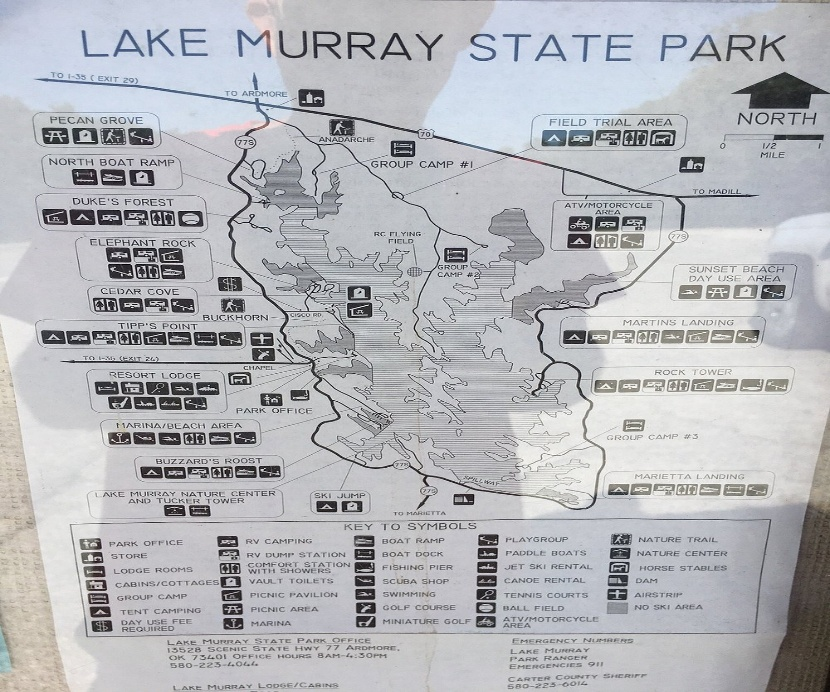 LAKE MURRAY STATE PARK
TO I-35 ( EXIT 29)
TO ARDMORE
NORTH
0 1/2 1
MILE
PECAN GROVE
77S
ANADARCHE
70
FIELD TRIAL AREA
GROUP CAMP #1
NORTH BOAT RAMP
TO MADILL
DUKE'S FOREST
ATV/MOTORCYCLE
AREA
RC FLYING
FIELD
77S
ELEPHANT ROCK
GROUP
CAMP #2
SUNSET BEACH
DAY USE AREA
CEDAR COVE
BUCKHORN
CISCO RD.
TIPP'S POINT
MARTINS LANDING
CHAPEL
RESORT LODGE
ROCK TOWER
PARK OFFICE
MARINA/BEACH AREA
GROUP CAMP #3
BUZZARD'S ROOST
77S
SPILLWAY
MARIETTA LANDING
LAKE MURRAY NATURE CENTER
AND TUCKER TOWER
SKI JUMP
77S
TO MARIETTA
KEY TO SYMBOLS
PARK OFFICE
STORE
LODGE ROOMS
CABINS/COTTAGES
GROUP CAMP
TENT CAMPING
DAY USE FEE
REQUIRED
RV CAMPING
RV DUMP STATION
COMFORT STATION
WITH SHOWERS
VAULT TOILETS
PICNIC PAVILION
PICNIC AREA
MARINA
BOAT RAMP
BOAT DOCK
FISHING PIER
SCUBA SHOP
SWIMMING
GOLF COURSE
MINIATURE GOLF
PLAYGROUP
PADDLE BOATS
JET SKI RENTAL
CANOE RENTAL
TENNIS COURTS
BALL FIELD
ATV/MOTORCYCLE
AREA
NATURE TRAIL
NATURE CENTER
HORSE STABLES
DAM
AIRSTRIP
NO SKI AREA
LAKE MURRAY STATE PARK OFFICE
13528 SCENIC STATE HWY 77 ARDMORE,
OK 73401 OFFICE HOURS 8AM-4:30PM
580-223-4044
LAKE MURRAY LODGE/CABINS
EMERGENCY NUMBERS
LAKE MURRAY
PARK RANGER
EMERGENCIES 911
CARTER COUNTY SHERIFF
580-223-6014